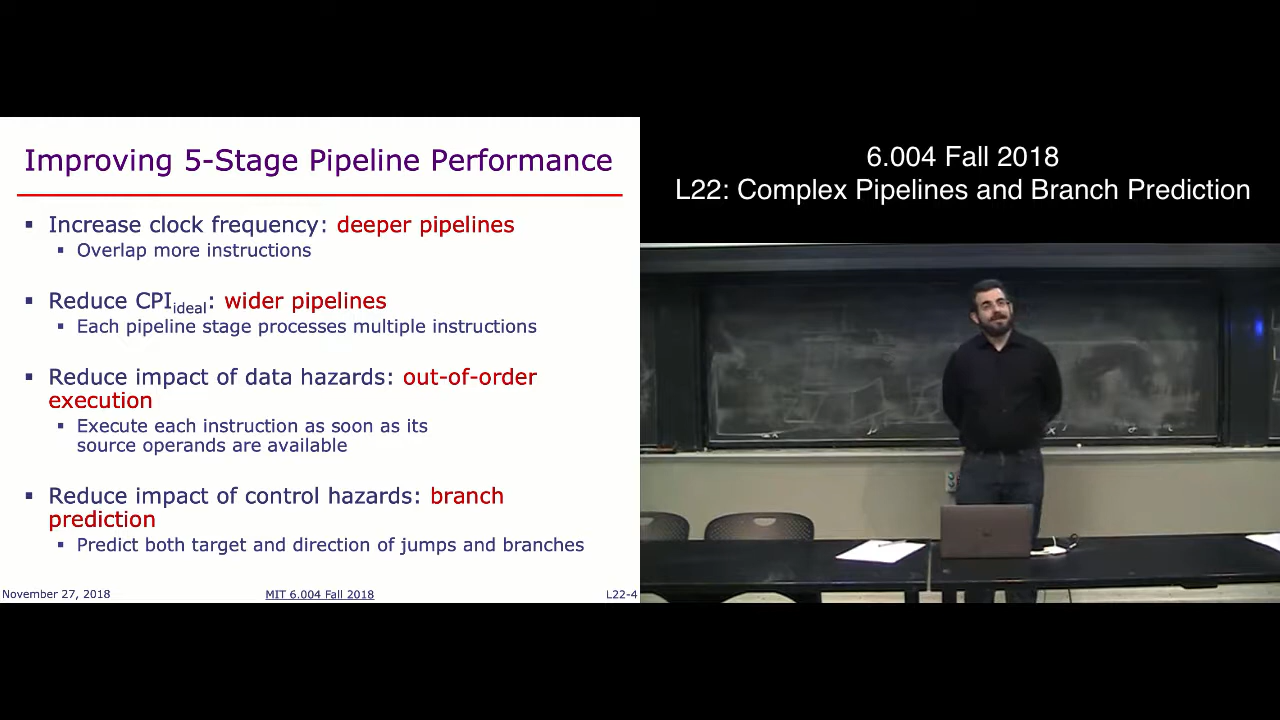 Improving 5-Stage Pipeline Performance
▪ Increase clock frequency: deeper pipelines
▪ Overlap more instructions
▪ Reduce CPIideal: wider pipelines
▪ Each pipeline stage processes multiple instructions
▪ Reduce impact of data hazards: out-of-order
execution
▪ Execute each instruction as soon as its
source operands are available
▪ Reduce impact of control hazards: branch
prediction
▪ Predict both target and direction of jumps and branches
November 27, 2018
MIT 6.004 Fall 2018
L22-4
6.004 Fall 2018
L22: Complex Pipelines and Branch Prediction